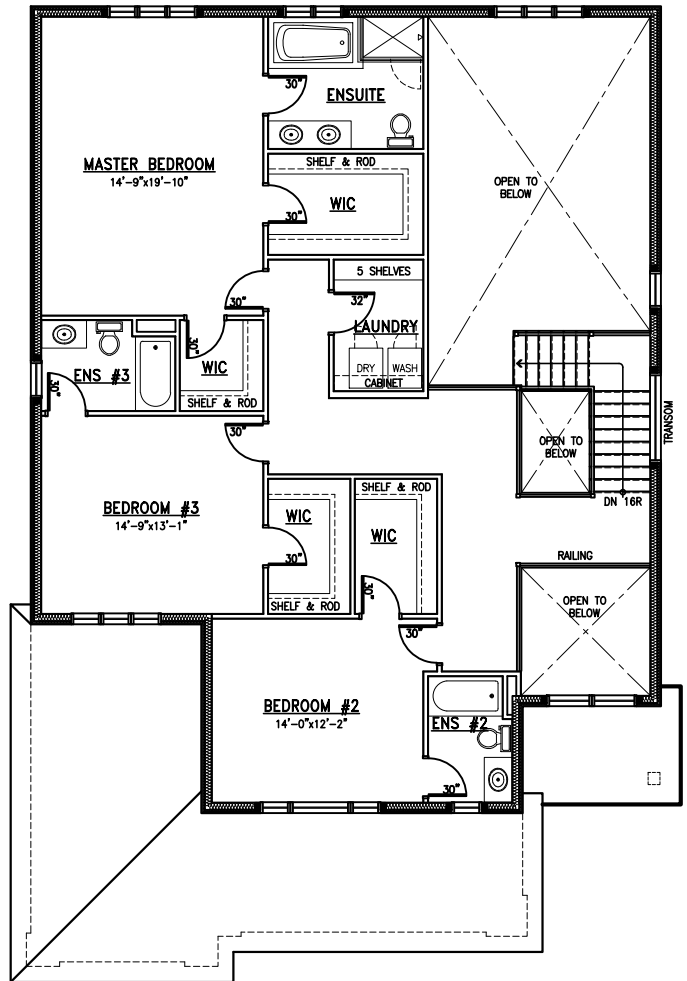 30"
ENSUITE
MASTER BEDROOM
14'-9"x19'-10"
SHELF & ROD
WIC
30"
OPEN TO
BELOW
5 SHELVES
30"
32"
LAUNDRY
DRY
WASH
CABINET
30"
WIC
SHELF & ROD
ENS #3
30"
TRANSOM
OPEN TO
BELOW
DN 16R
30"
BEDROOM #3
14'-9"x13'-1"
WIC
30"
SHELF & ROD
SHELF & ROD
WIC
30"
RAILING
OPEN TO
BELOW
30"
BEDROOM #2
14'-0"x12'-2"
ENS #2
30"